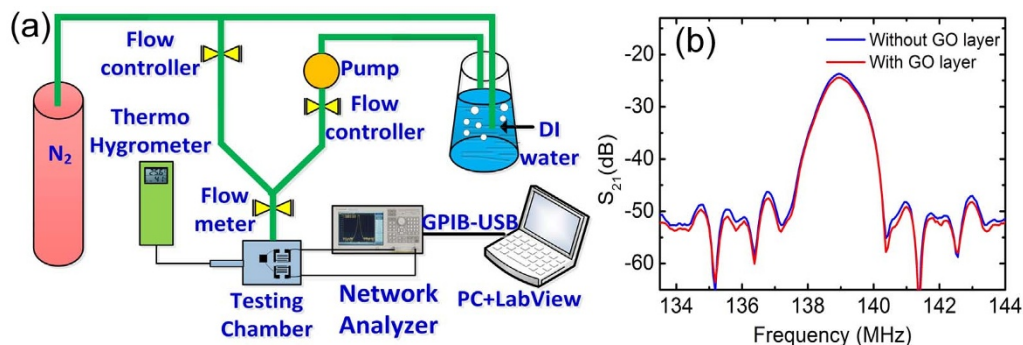 (a)
Flow
controller
Pump
Flow
controller
DI
water
N2
Thermo
Hygrometer
Flow
meter
GPIB-USB
Testing
Chamber
Network
Analyzer
PC+LabView
(b)
Without GO layer
With GO layer
S21(dB)
-20
-30
-40
-50
-60
134 136 138 140 142 144
Frequency (MHz)